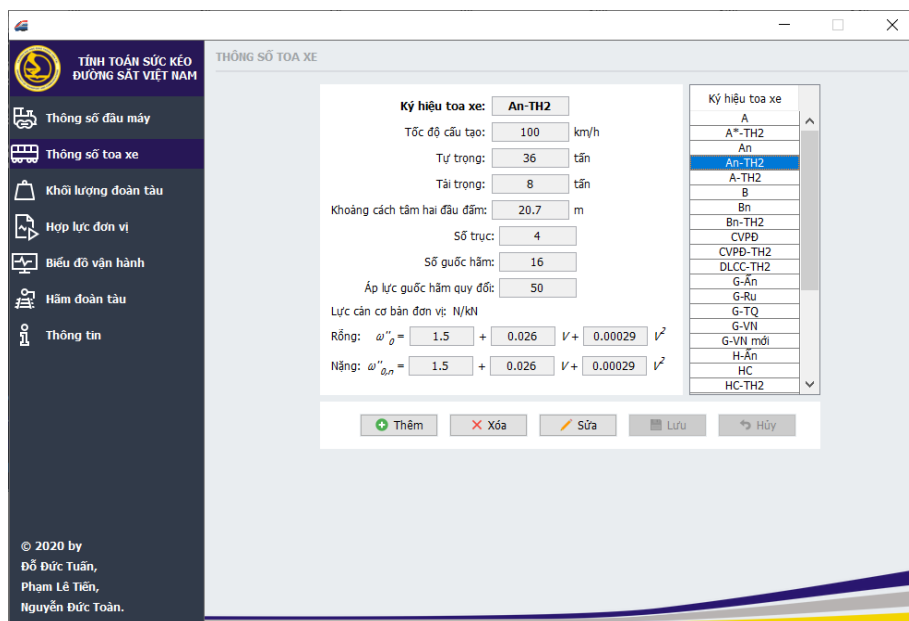 TÍNH TOÁN SỨC KÉO
ĐƯỜNG SẮT VIỆT NAM
Thông số đầu máy
Thông số toa xe
Khối lượng đoàn tàu
Hợp lực đơn vị
Biểu đồ vận hành
Hãm đoàn tàu
Thông tin
© 2020 by
Đỗ Đức Tuấn,
Phạm Lê Tiến,
Nguyễn Đức Toàn.
THÔNG SỐ TOA XE
Ký hiệu toa xe: An-TH2
Tốc độ cấu tạo: 100 km/h
Tự trọng: 36 tấn
Tải trọng: 8 tấn
Khoảng cách tâm hai đầu đấm: 20.7 m
Số trục: 4
Số guốc hãm: 16
Áp lực guốc hãm quy đổi: 50
Lực cản cơ bản đơn vị: N/kN
Rỗng: ω"₀ = 1.5 + 0.026 V + 0.00029 V²
Nặng: ω"₀,ₙ = 1.5 + 0.026 V + 0.00029 V²
Ký hiệu toa xe
A
A*-TH2
An
An-TH2
A-TH2
B
Bn
Bn-TH2
CVPĐ
CVPĐ-TH2
DLCC-TH2
G-Ấn
G-Ru
G-TQ
G-VN
G-VN mới
H-Ấn
HC
HC-TH2
Thêm
Xóa
Sửa
Lưu
Hủy